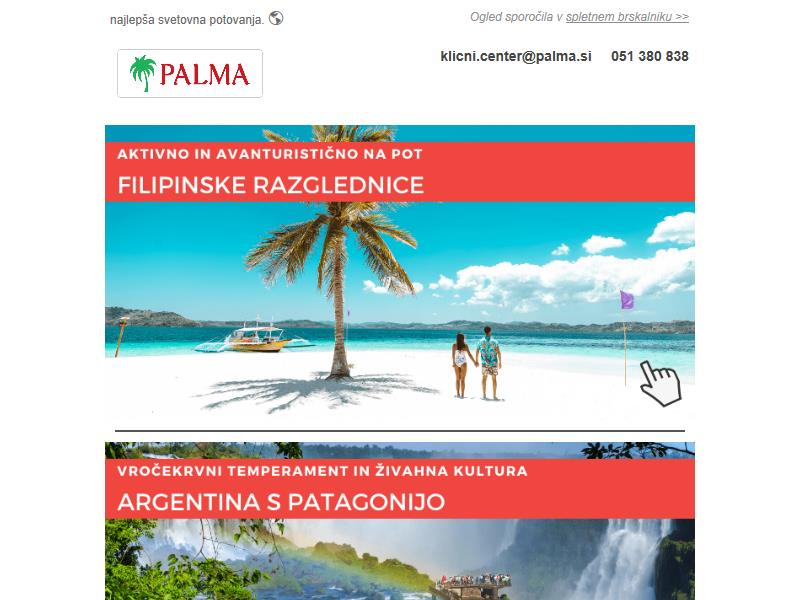 najlepša svetovna potovanja.
Ogled sporočila v spletnem brskalniku >>
PALMA
klicni.center@palma.si 051 380 838
AKTIVNO IN AVANTURISTIČNO NA POT
FILIPINSKE RAZGLEDNICE
VROČEKRVNI TEMPERAMENT IN ŽIVAHNA KULTURA
ARGENTINA S PATAGONIJO